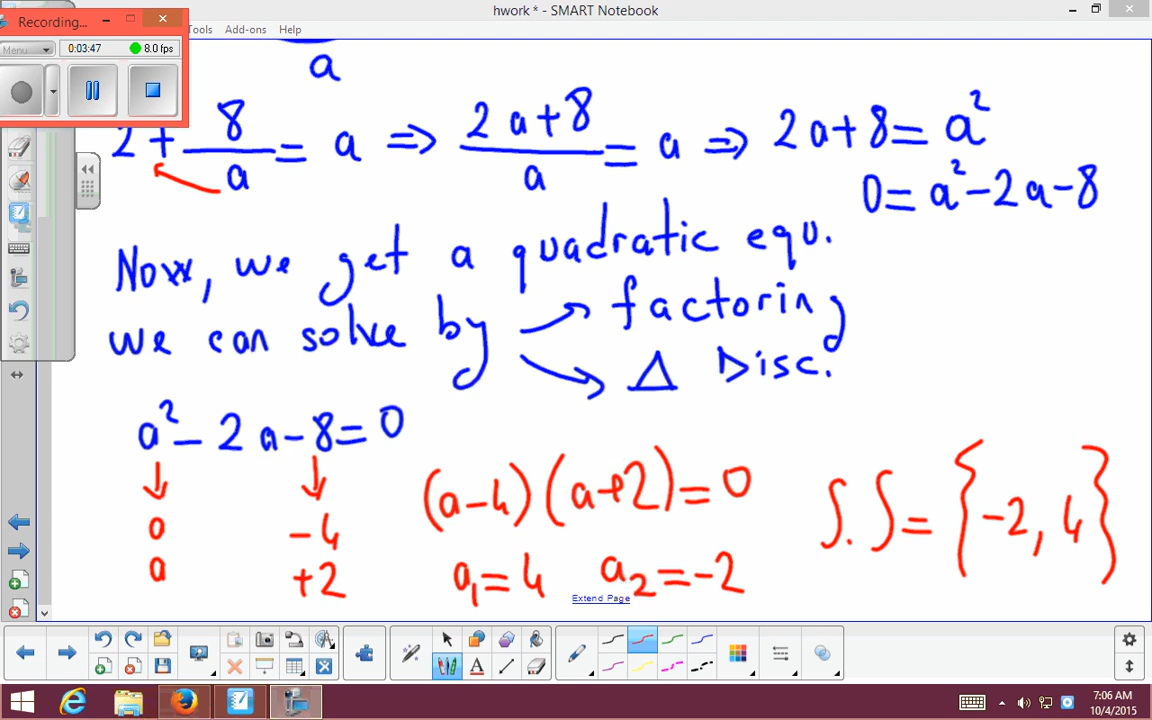 hwork * - SMART Notebook
Recording...
Tools Add-ons Help
Menu 0:03:47 8.0 fps
a
2 + 8/a = a ⇒ (2a+8)/a = a ⇒ 2a+8 = a²
0 = a² - 2a - 8
Now, we get a quadratic equ.
we can solve by → factoring
→ Δ Disc.
a² - 2a - 8 = 0
a -4
a +2
(a-4)(a+2) = 0
a₁ = 4 a₂ = -2
S.S = {-2, 4}
Extend Page
7:06 AM
10/4/2015